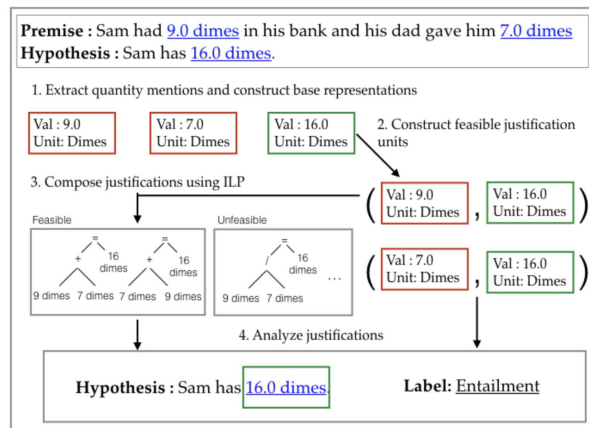 Premise : Sam had 9.0 dimes in his bank and his dad gave him 7.0 dimes
Hypothesis : Sam has 16.0 dimes.
1. Extract quantity mentions and construct base representations
Val : 9.0
Unit: Dimes
Val : 7.0
Unit: Dimes
Val : 16.0
Unit: Dimes
2. Construct feasible justification
units
3. Compose justifications using ILP
( Val : 9.0
Unit: Dimes
, Val : 16.0
Unit: Dimes )
Feasible
=
+ 16
dimes
9 dimes 7 dimes
=
+ 16
dimes
7 dimes 9 dimes
Unfeasible
=
/ 16
dimes
9 dimes 7 dimes
...
( Val : 7.0
Unit: Dimes
, Val : 16.0
Unit: Dimes )
4. Analyze justifications
Hypothesis : Sam has 16.0 dimes.
Label: Entailment